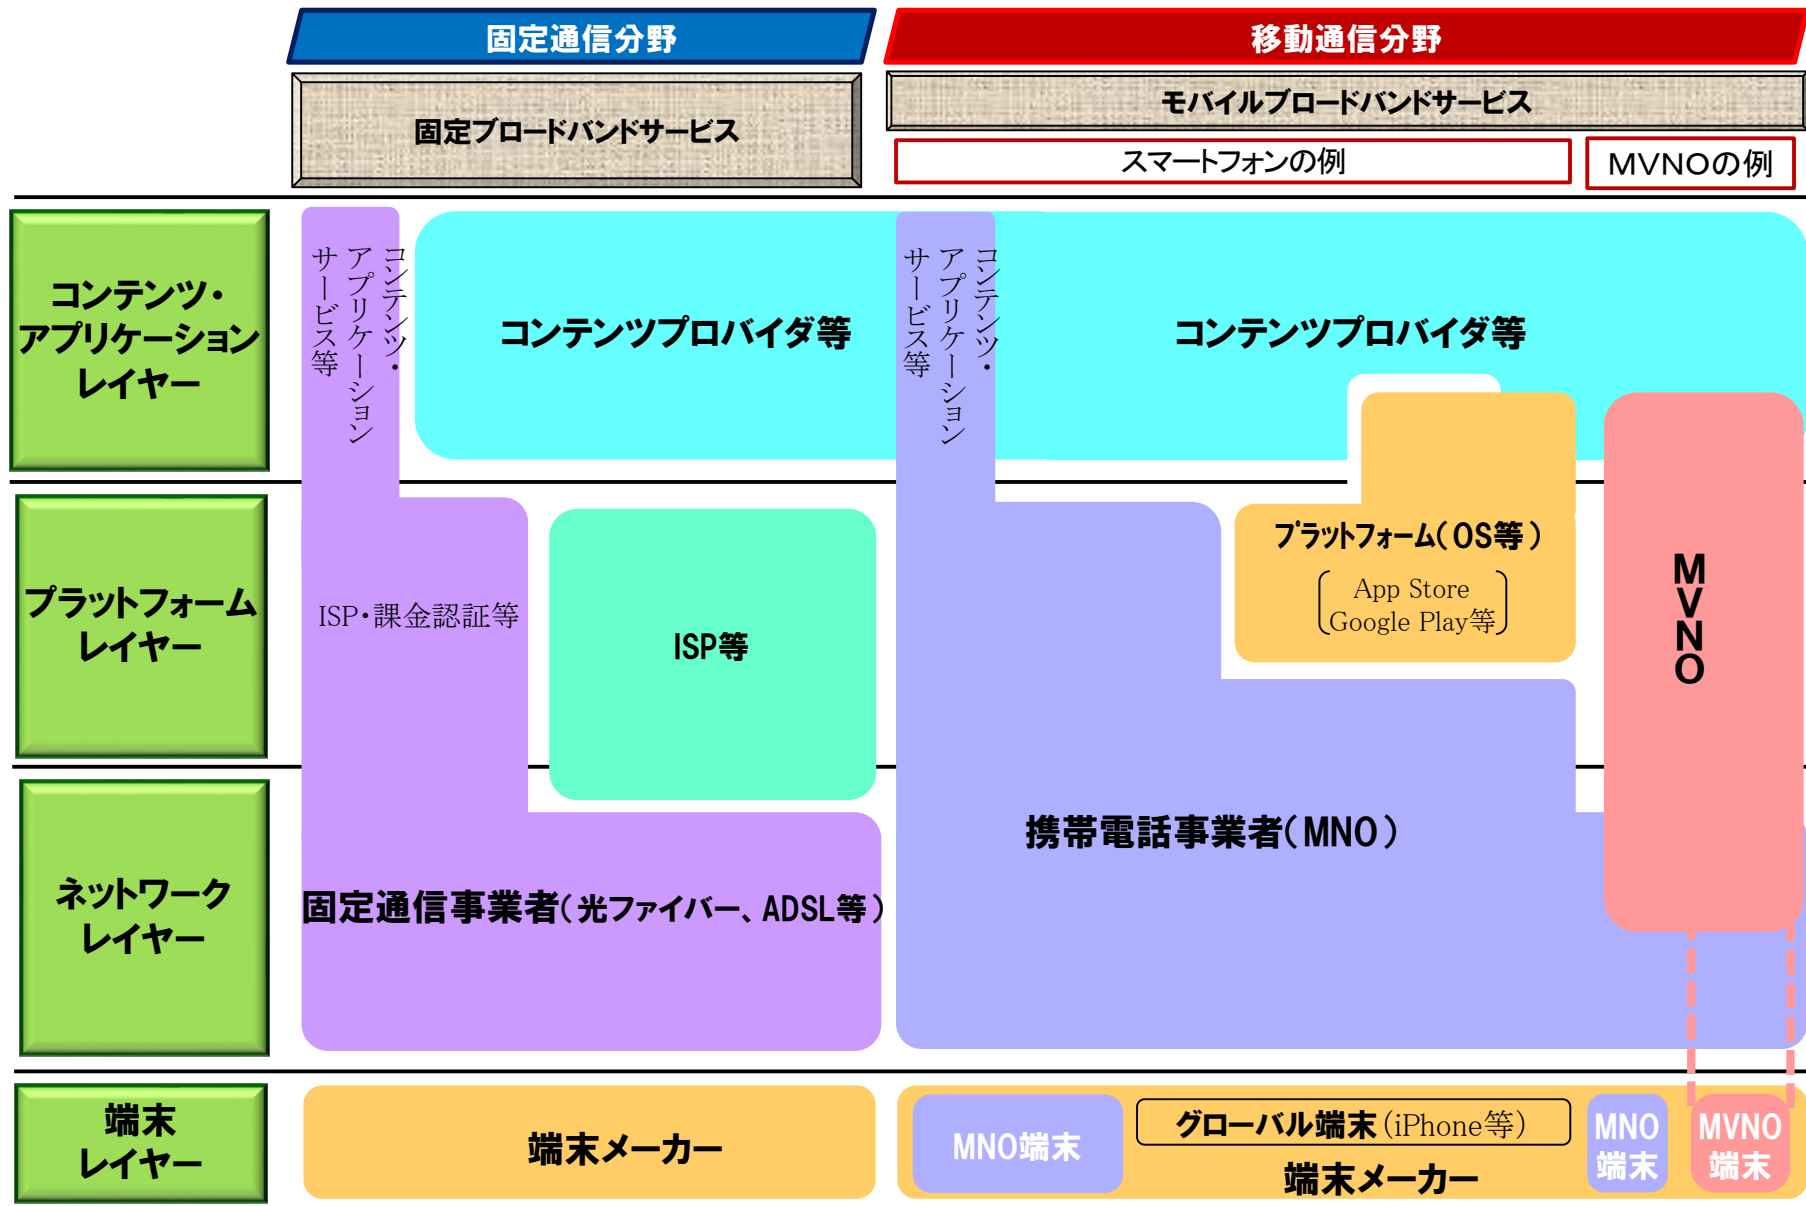 固定通信分野
移動通信分野
固定ブロードバンドサービス
モバイルブロードバンドサービス
スマートフォンの例
MVNOの例
コンテンツ・
アプリケーション
レイヤー
コンテンツ・
アプリケーション
サービス等
コンテンツプロバイダ等
コンテンツ・
アプリケーション
サービス等
コンテンツプロバイダ等
プラットフォーム
レイヤー
ISP・課金認証等
ISP等
プラットフォーム(OS等)
App Store
Google Play等
MVNO
ネットワーク
レイヤー
固定通信事業者(光ファイバー、ADSL等)
携帯電話事業者(MNO)
端末
レイヤー
端末メーカー
MNO端末
グローバル端末(iPhone等)
端末メーカー
MNO
端末
MVNO
端末